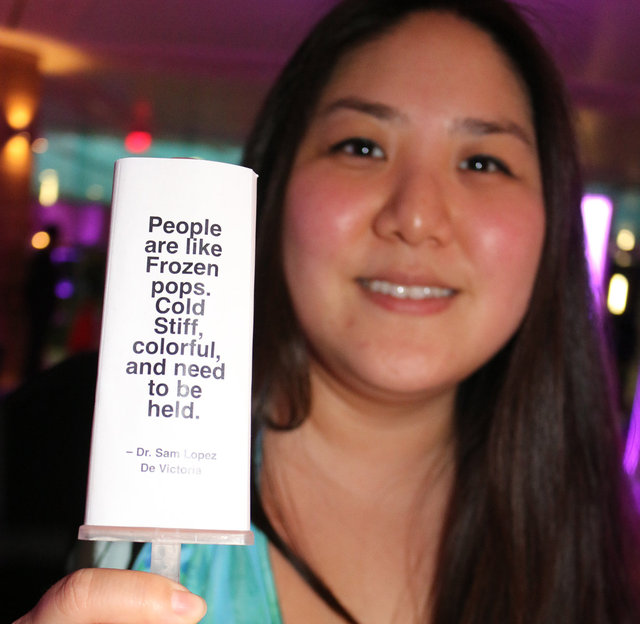 People
are like
Frozen
pops.
Cold
Stiff,
colorful,
and need
to be
held.
– Dr. Sam Lopez
De Victoria